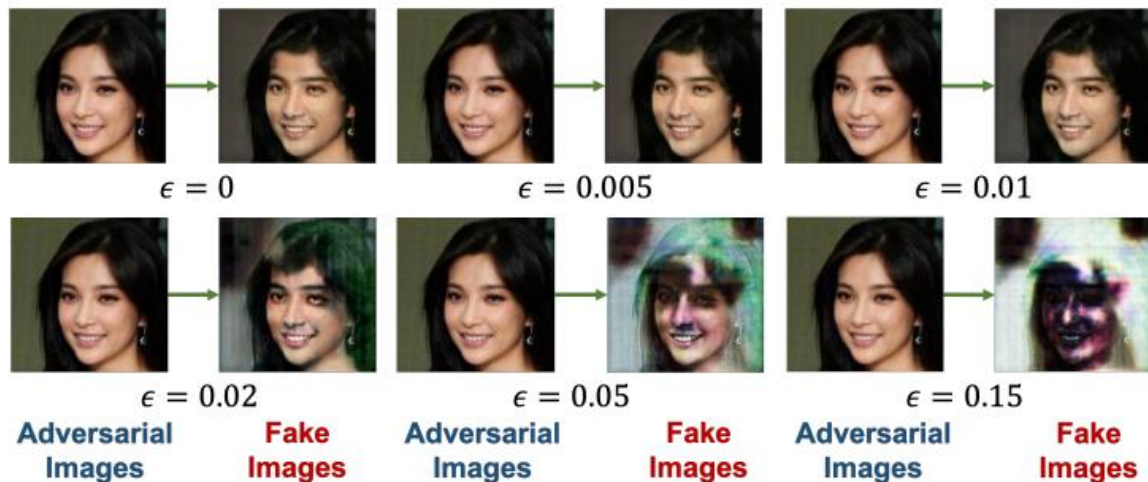 ϵ = 0
ϵ = 0.005
ϵ = 0.01
ϵ = 0.02
ϵ = 0.05
ϵ = 0.15
Adversarial
Images
Fake
Images
Adversarial
Images
Fake
Images
Adversarial
Images
Fake
Images